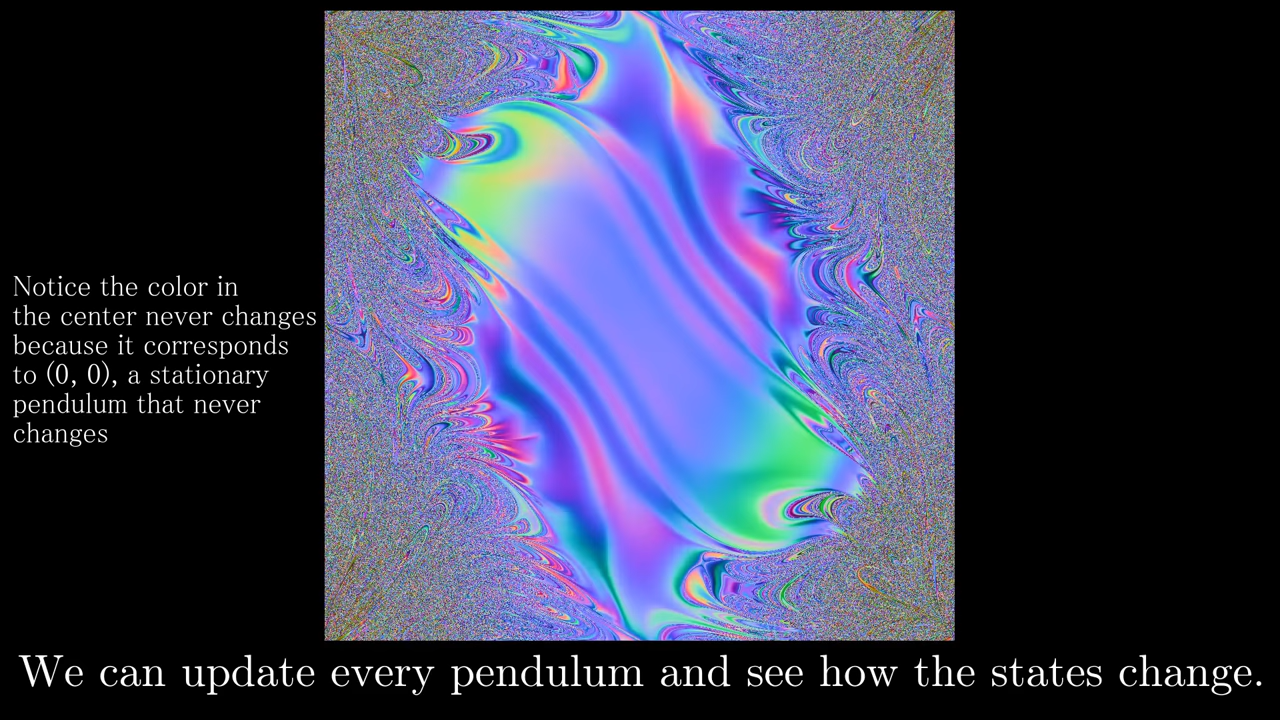 Notice the color in
the center never changes
because it corresponds
to (0, 0), a stationary
pendulum that never
changes
We can update every pendulum and see how the states change.